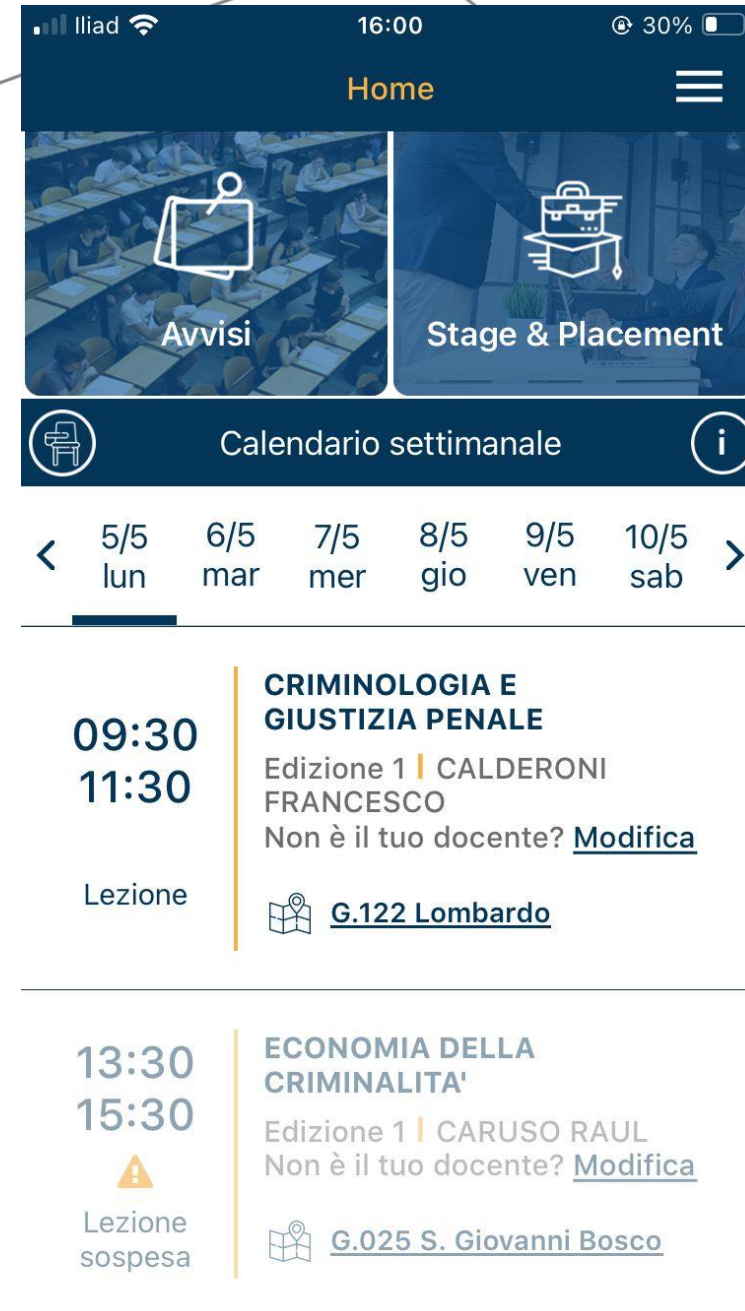 Iliad 16:00 30%
Home
Avvisi Stage & Placement
Calendario settimanale i
5/5 6/5 7/5 8/5 9/5 10/5
lun mar mer gio ven sab
09:30
11:30
Lezione
CRIMINOLOGIA E
GIUSTIZIA PENALE
Edizione 1 | CALDERONI
FRANCESCO
Non è il tuo docente? Modifica
G.122 Lombardo
13:30
15:30
Lezione
sospesa
ECONOMIA DELLA
CRIMINALITA'
Edizione 1 | CARUSO RAUL
Non è il tuo docente? Modifica
G.025 S. Giovanni Bosco